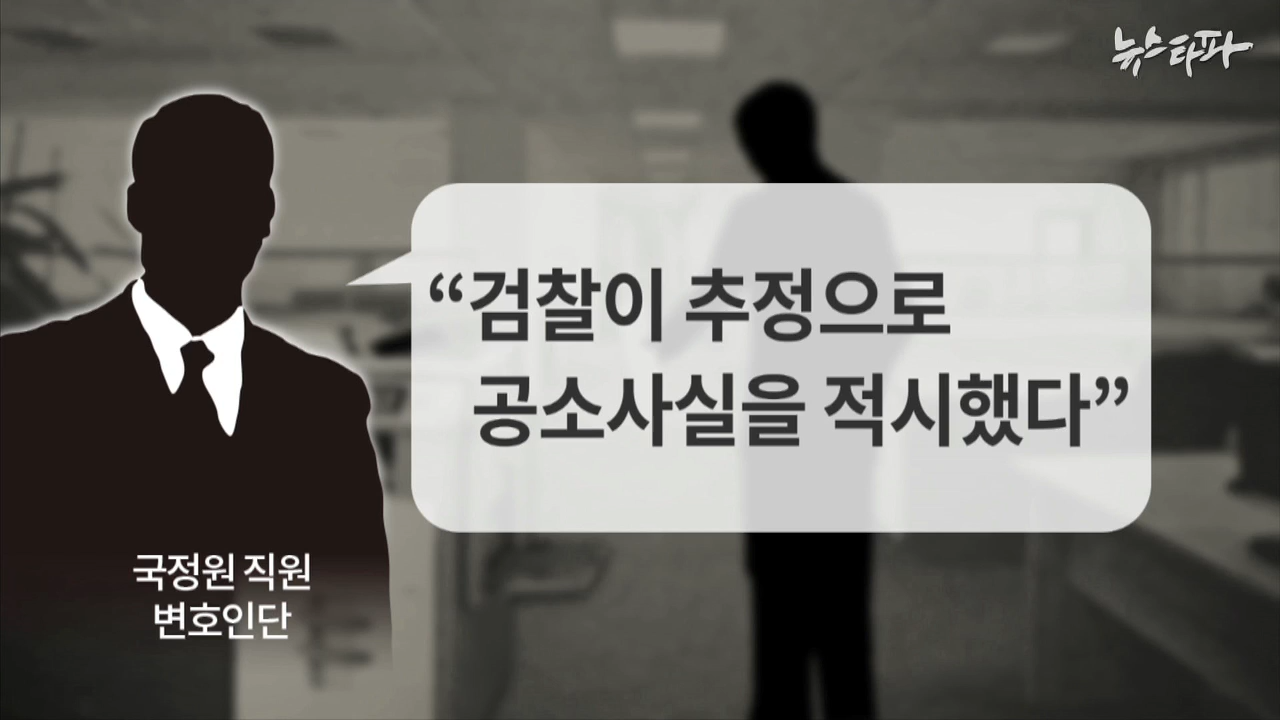 뉴스타파
“검찰이 추정으로
공소사실을 적시했다”
국정원 직원
변호인단